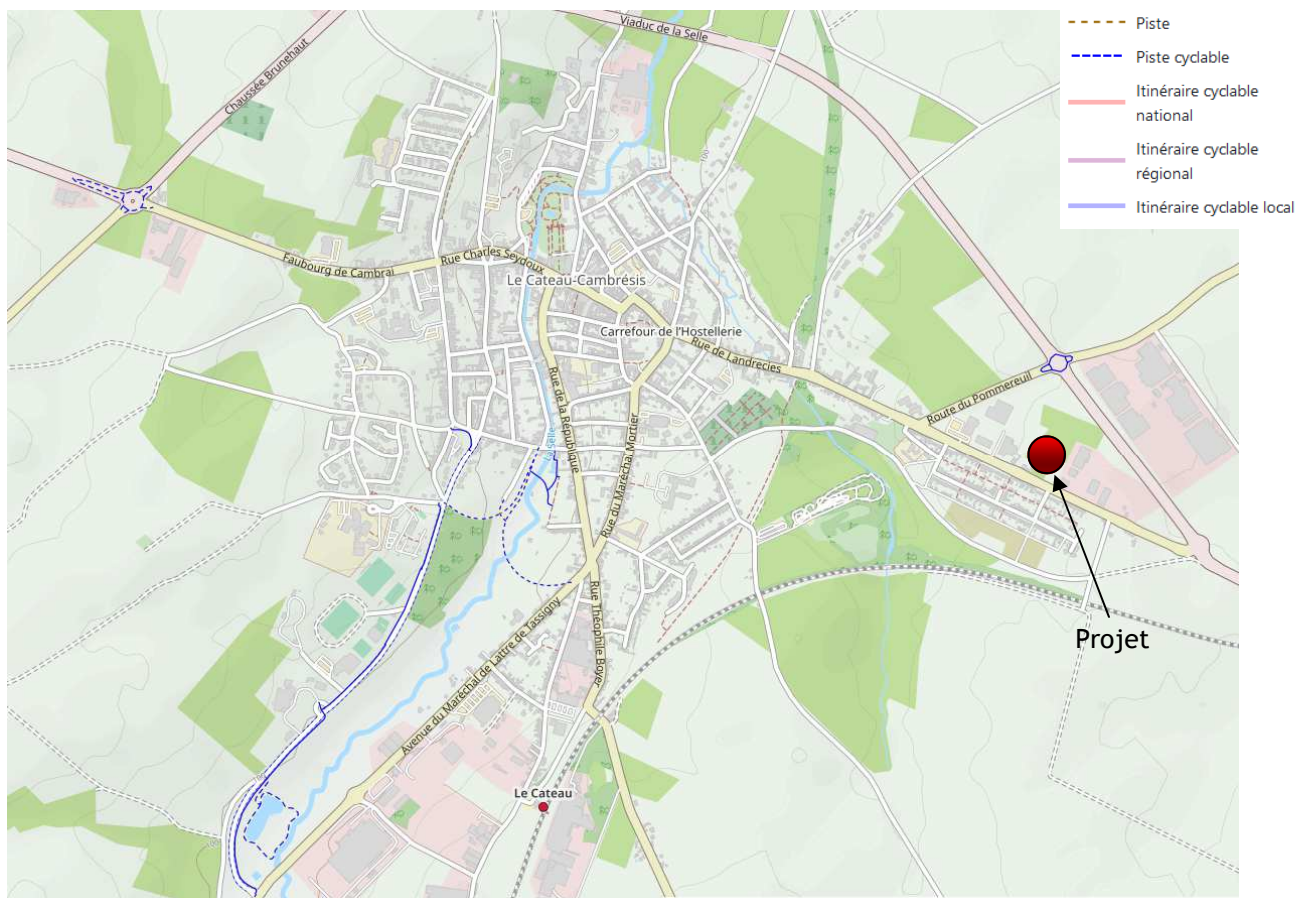 Viaduc de la Selle
Piste
Piste cyclable
Itinéraire cyclable
national
Itinéraire cyclable
régional
Itinéraire cyclable local
Chaussée Brunehaut
100
Faubourg de Cambrai
Rue Charles Seydoux
Le Cateau-Cambrésis
Carrefour de l'Hostellerie
Rue de Landrecies
Rue de la République
Route du Pommereuil
Rue du Maréchal Mortier
la Selle
Avenue du Maréchal de Lattre de Tassigny
Rue Théophile Boyer
Projet
Le Cateau